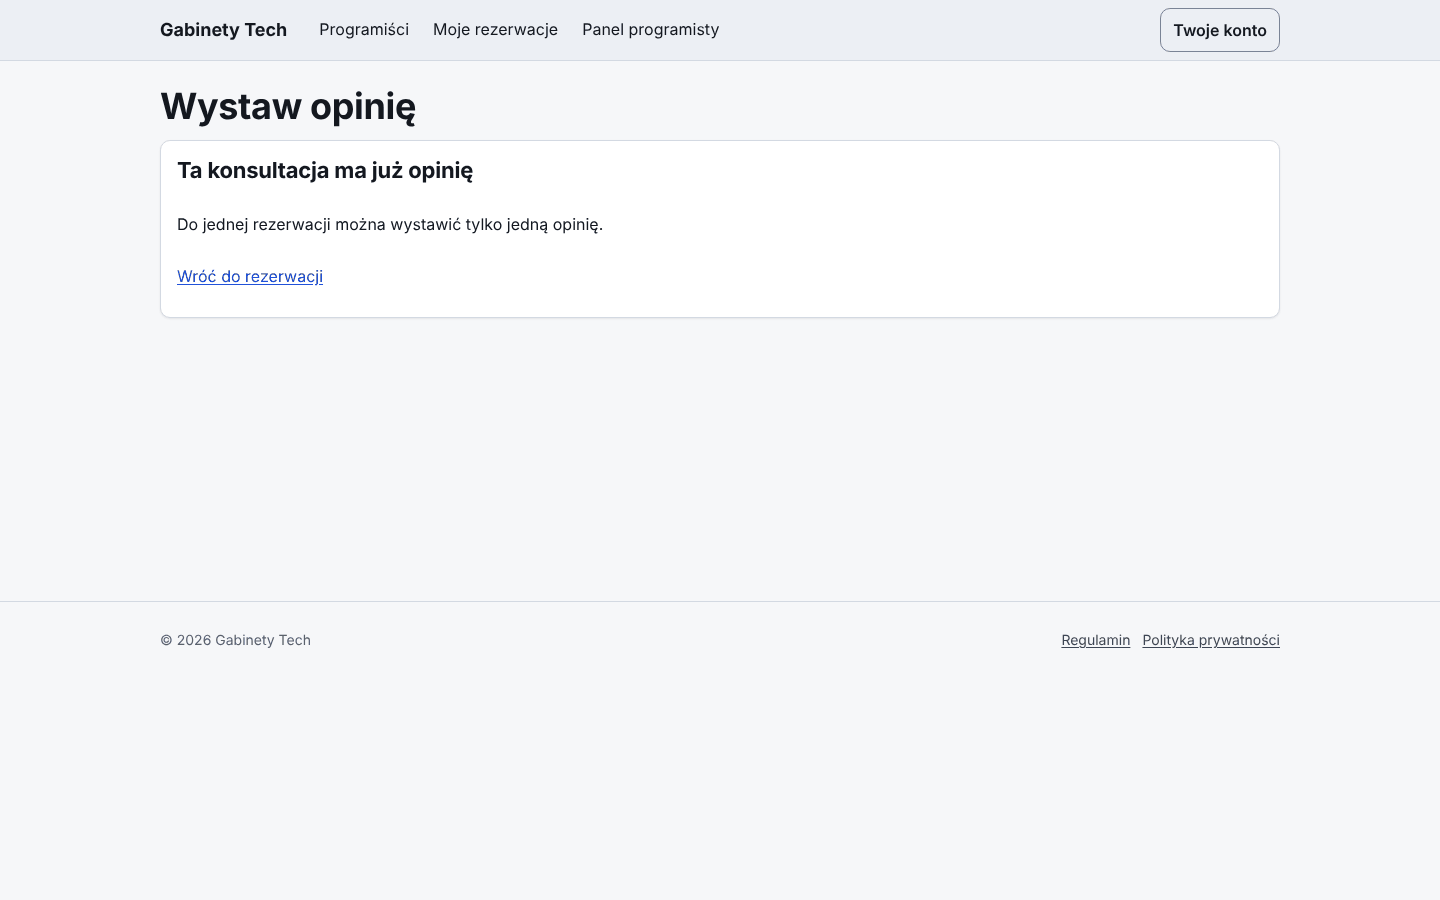 Gabinety Tech
Programiści
Moje rezerwacje
Panel programisty
Twoje konto
Wystaw opinię
Ta konsultacja ma już opinię
Do jednej rezerwacji można wystawić tylko jedną opinię.
Wróć do rezerwacji
© 2026 Gabinety Tech
Regulamin
Polityka prywatności